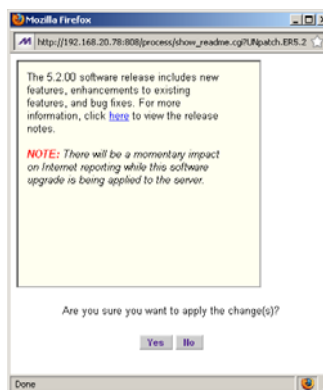 Mozilla Firefox
http://192.168.20.78:808/process/show_readme.cgi?UNpatch.ER5.2
The 5.2.00 software release includes new
features, enhancements to existing
features, and bug fixes. For more
information, click here to view the release
notes.
NOTE: There will be a momentary impact
on Internet reporting while this software
upgrade is being applied to the server.
Are you sure you want to apply the change(s)?
Yes No
Done